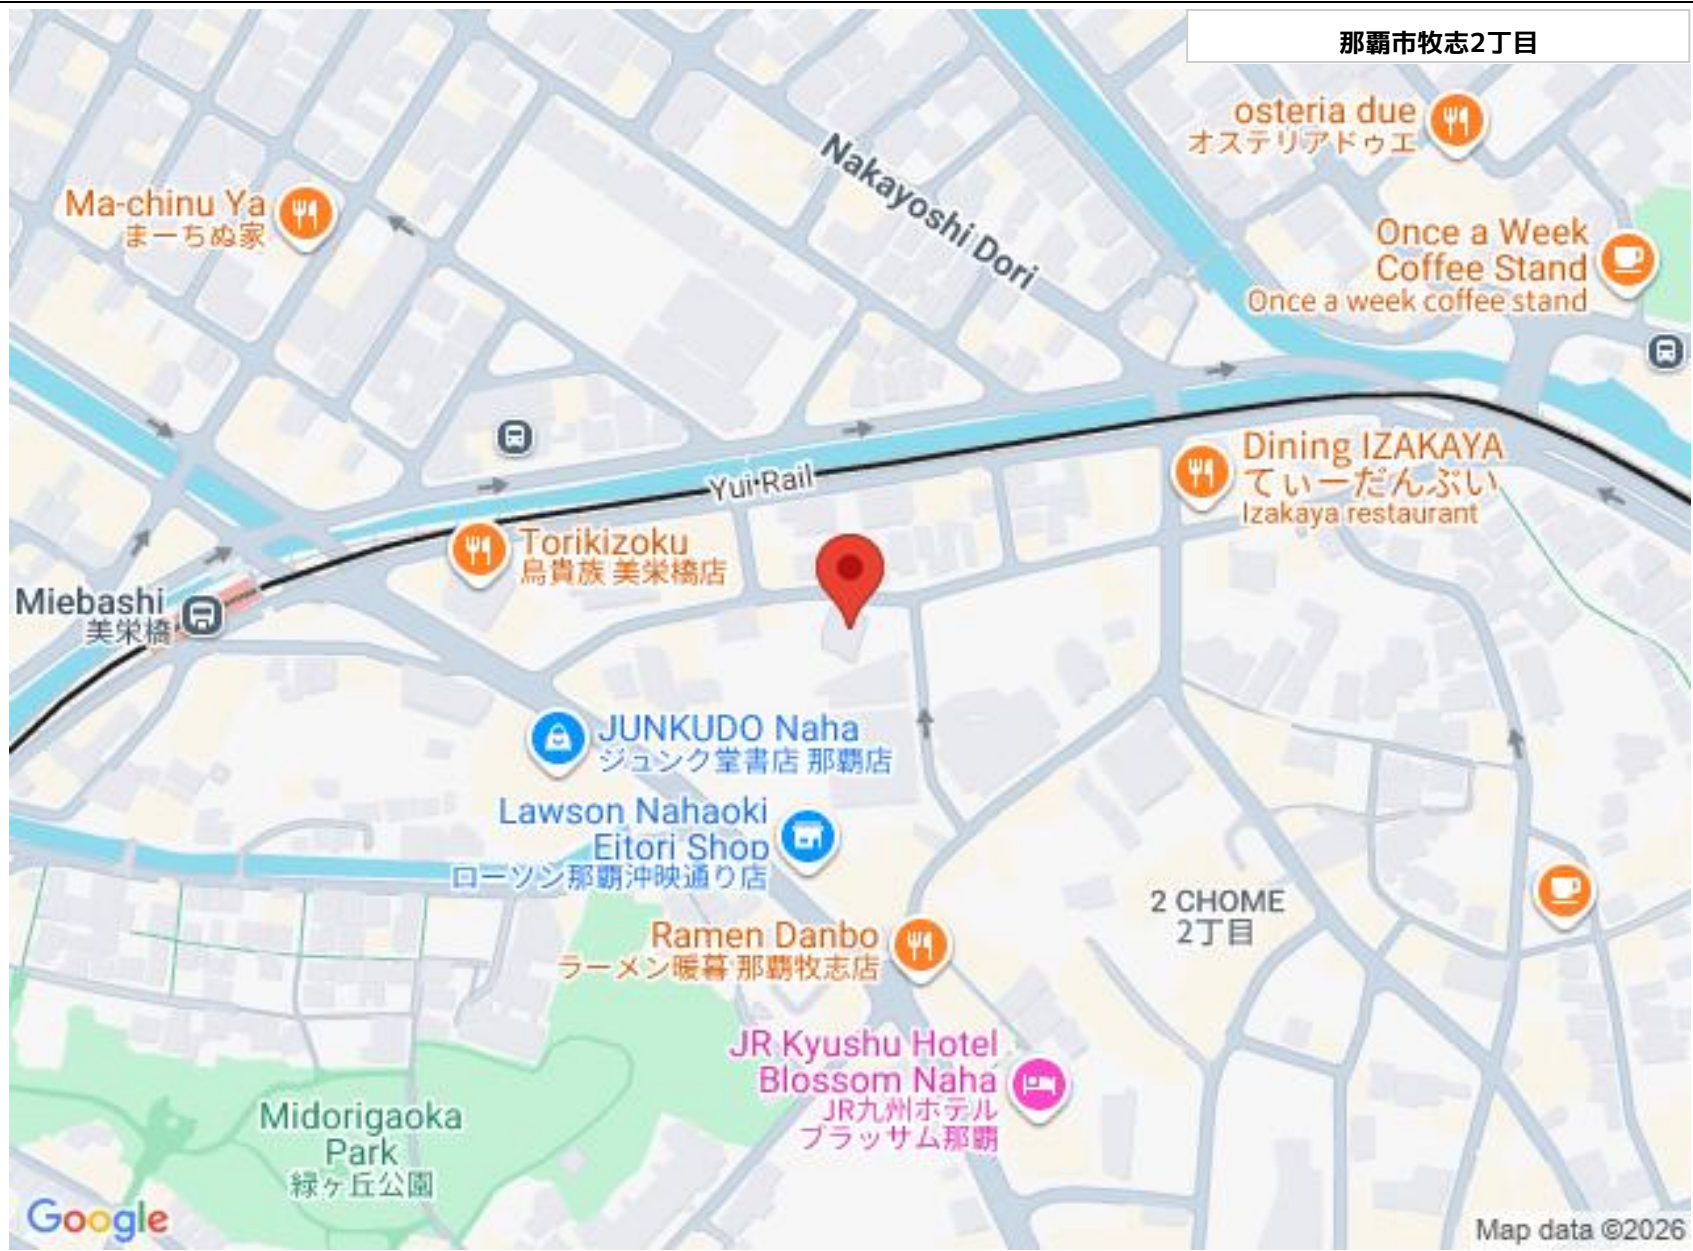 那覇市牧志2丁目
osteria due
オステリアドゥエ
Nakayoshi Dori
Ma-chinu Ya
まーちぬ家
Once a Week
Coffee Stand
Once a week coffee stand
Dining IZAKAYA
てぃーだんぶい
Izakaya restaurant
Yui Rail
Torikizoku
鳥貴族 美栄橋店
Miebashi
美栄橋
JUNKUDO Naha
ジュンク堂書店 那覇店
Lawson Nahaoki
Eitori Shop
ローソン那覇沖映通り店
2 CHOME
2丁目
Ramen Danbo
ラーメン暖暮 那覇牧志店
JR Kyushu Hotel
Blossom Naha
JR九州ホテル
ブラッサム那覇
Midorigaoka
Park
緑ヶ丘公園
Google
Map data ©2026